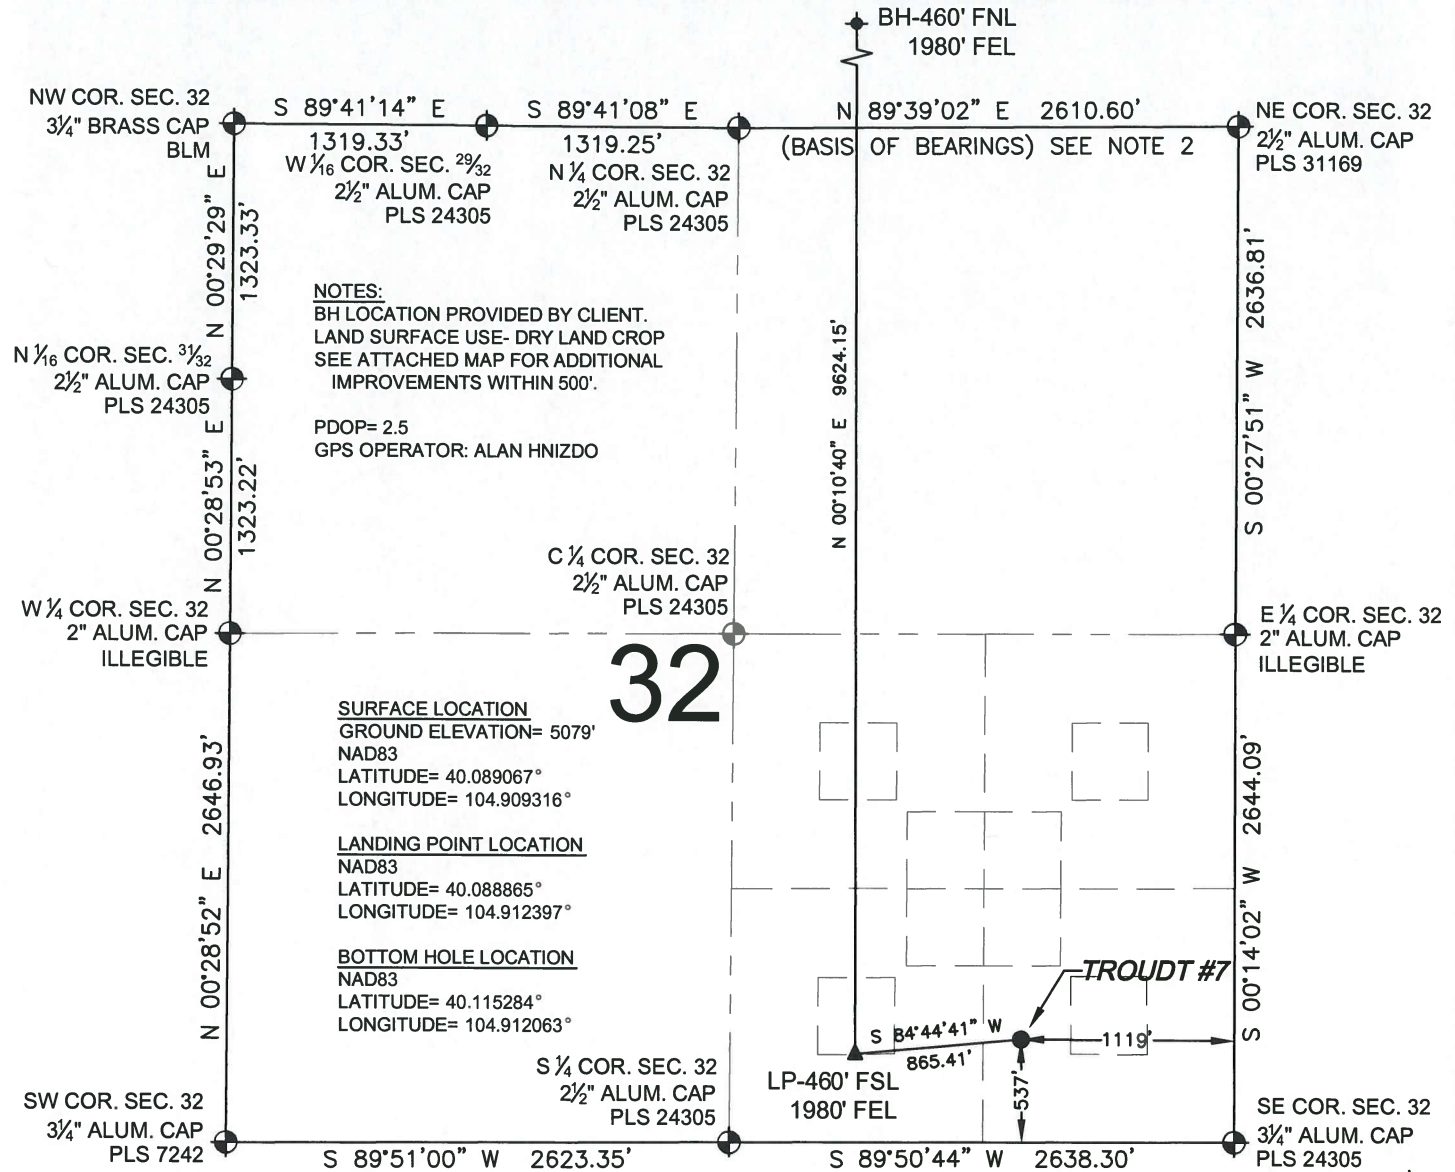 BH-460' FNL
1980' FEL
NW COR. SEC. 32
3¼" BRASS CAP
BLM
S 89°41'14" E
1319.33'
W 1⁄16 COR. SEC. 29⁄32
2½" ALUM. CAP
PLS 24305
S 89°41'08" E
1319.25'
N ¼ COR. SEC. 32
2½" ALUM. CAP
PLS 24305
N 89°39'02" E 2610.60'
(BASIS OF BEARINGS) SEE NOTE 2
NE COR. SEC. 32
2½" ALUM. CAP
PLS 31169
N 00°29'29" E
1323.33'
NOTES:
BH LOCATION PROVIDED BY CLIENT.
LAND SURFACE USE- DRY LAND CROP
SEE ATTACHED MAP FOR ADDITIONAL
IMPROVEMENTS WITHIN 500'.
PDOP= 2.5
GPS OPERATOR: ALAN HNIZDO
N 1⁄16 COR. SEC. 31⁄32
2½" ALUM. CAP
PLS 24305
N 00°28'53" E
1323.22'
N 00°10'40" E 9624.15'
S 00°27'51" W 2636.81'
C ¼ COR. SEC. 32
2½" ALUM. CAP
PLS 24305
W ¼ COR. SEC. 32
2" ALUM. CAP
ILLEGIBLE
E ¼ COR. SEC. 32
2" ALUM. CAP
ILLEGIBLE
32
SURFACE LOCATION
GROUND ELEVATION= 5079'
NAD83
LATITUDE= 40.089067°
LONGITUDE= 104.909316°
LANDING POINT LOCATION
NAD83
LATITUDE= 40.088865°
LONGITUDE= 104.912397°
BOTTOM HOLE LOCATION
NAD83
LATITUDE= 40.115284°
LONGITUDE= 104.912063°
N 00°28'52" E 2646.93'
S 00°14'02" W 2644.09'
TROUDT #7
S 84°44'41" W
865.41'
1119'
537'
LP-460' FSL
1980' FEL
S ¼ COR. SEC. 32
2½" ALUM. CAP
PLS 24305
SW COR. SEC. 32
3¼" ALUM. CAP
PLS 7242
SE COR. SEC. 32
3¼" ALUM. CAP
PLS 24305
S 89°51'00" W 2623.35'
S 89°50'44" W 2638.30'